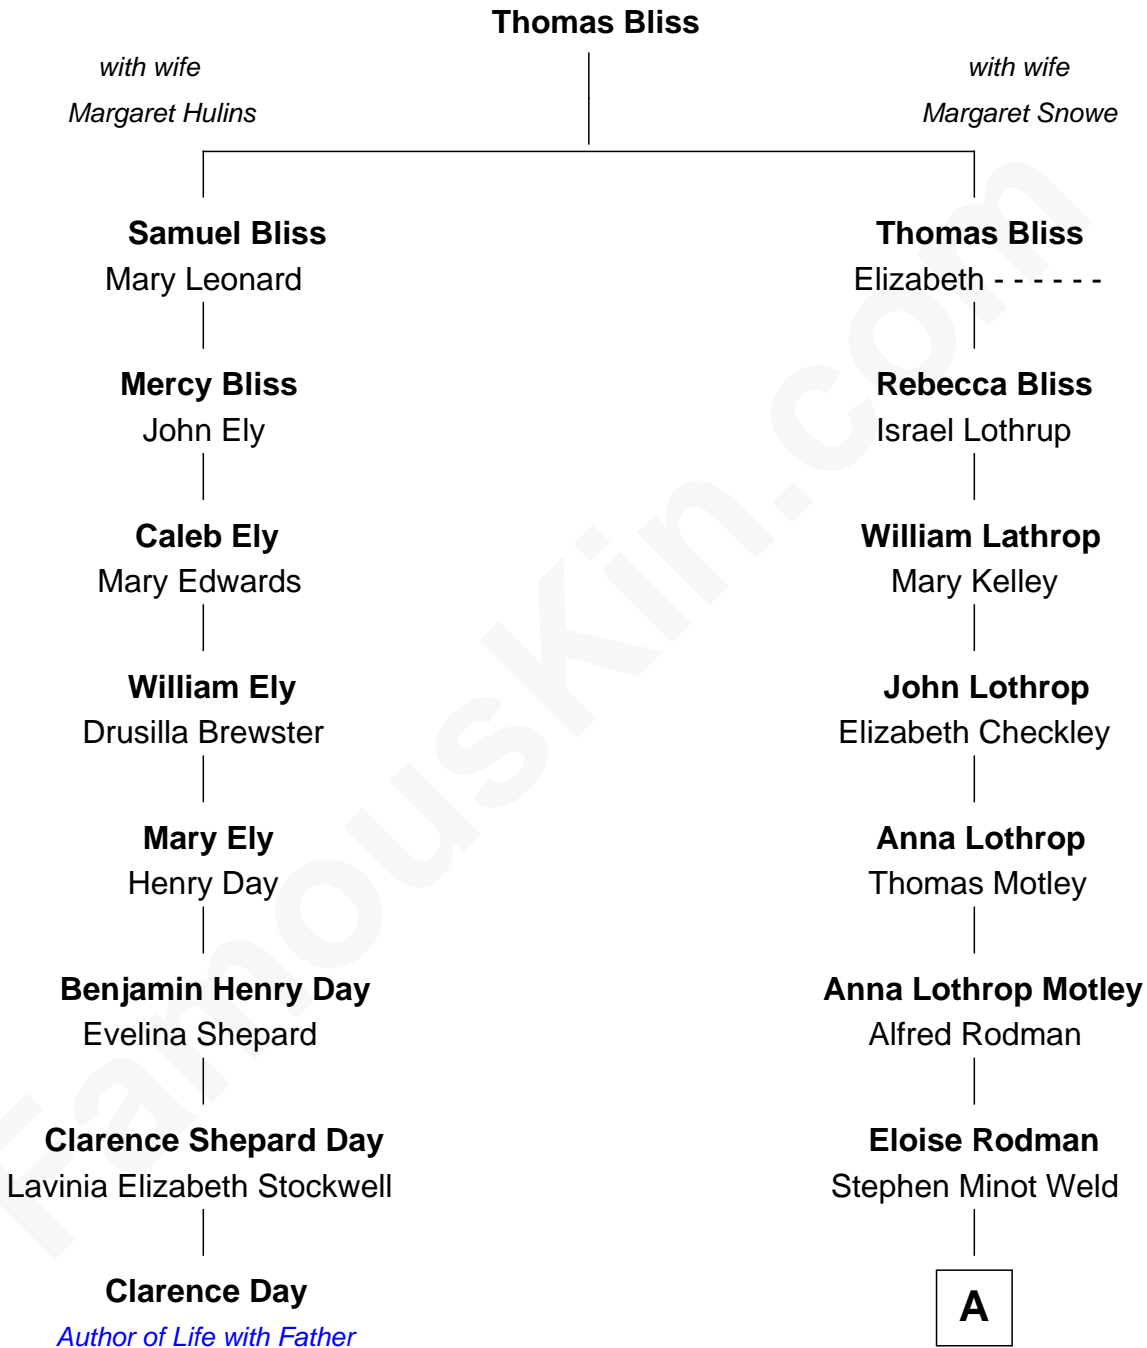 Thomas Bliss
with wife
Margaret Hulins
with wife
Margaret Snowe
Samuel Bliss
Mary Leonard
Thomas Bliss
Elizabeth - - - - - -
Mercy Bliss
John Ely
Rebecca Bliss
Israel Lothrup
Caleb Ely
Mary Edwards
William Lathrop
Mary Kelley
William Ely
Drusilla Brewster
John Lothrop
Elizabeth Checkley
Mary Ely
Henry Day
Anna Lothrop
Thomas Motley
Benjamin Henry Day
Evelina Shepard
Anna Lothrop Motley
Alfred Rodman
Clarence Shepard Day
Lavinia Elizabeth Stockwell
Eloise Rodman
Stephen Minot Weld
Clarence Day
Author of Life with Father
A
FamousKin.com